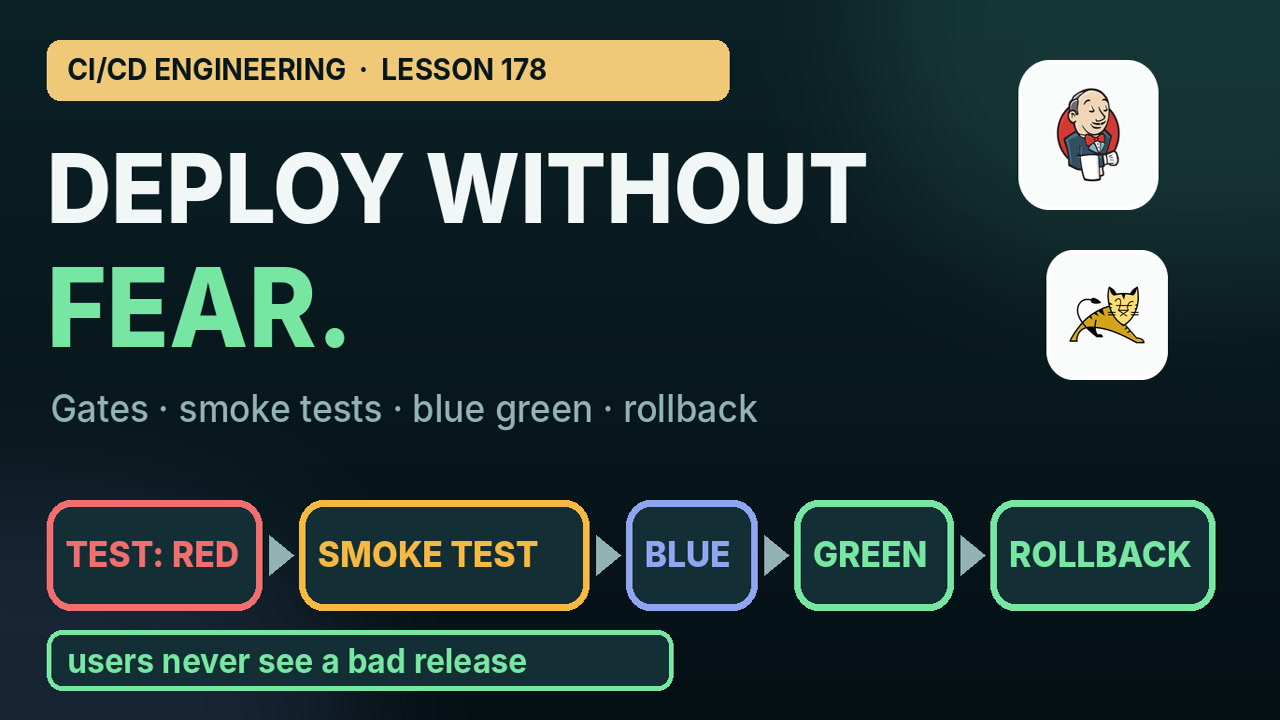 CI/CD ENGINEERING · LESSON 178
DEPLOY WITHOUT
FEAR.
Gates · smoke tests · blue green · rollback
TEST: RED
SMOKE TEST
BLUE
GREEN
ROLLBACK
users never see a bad release